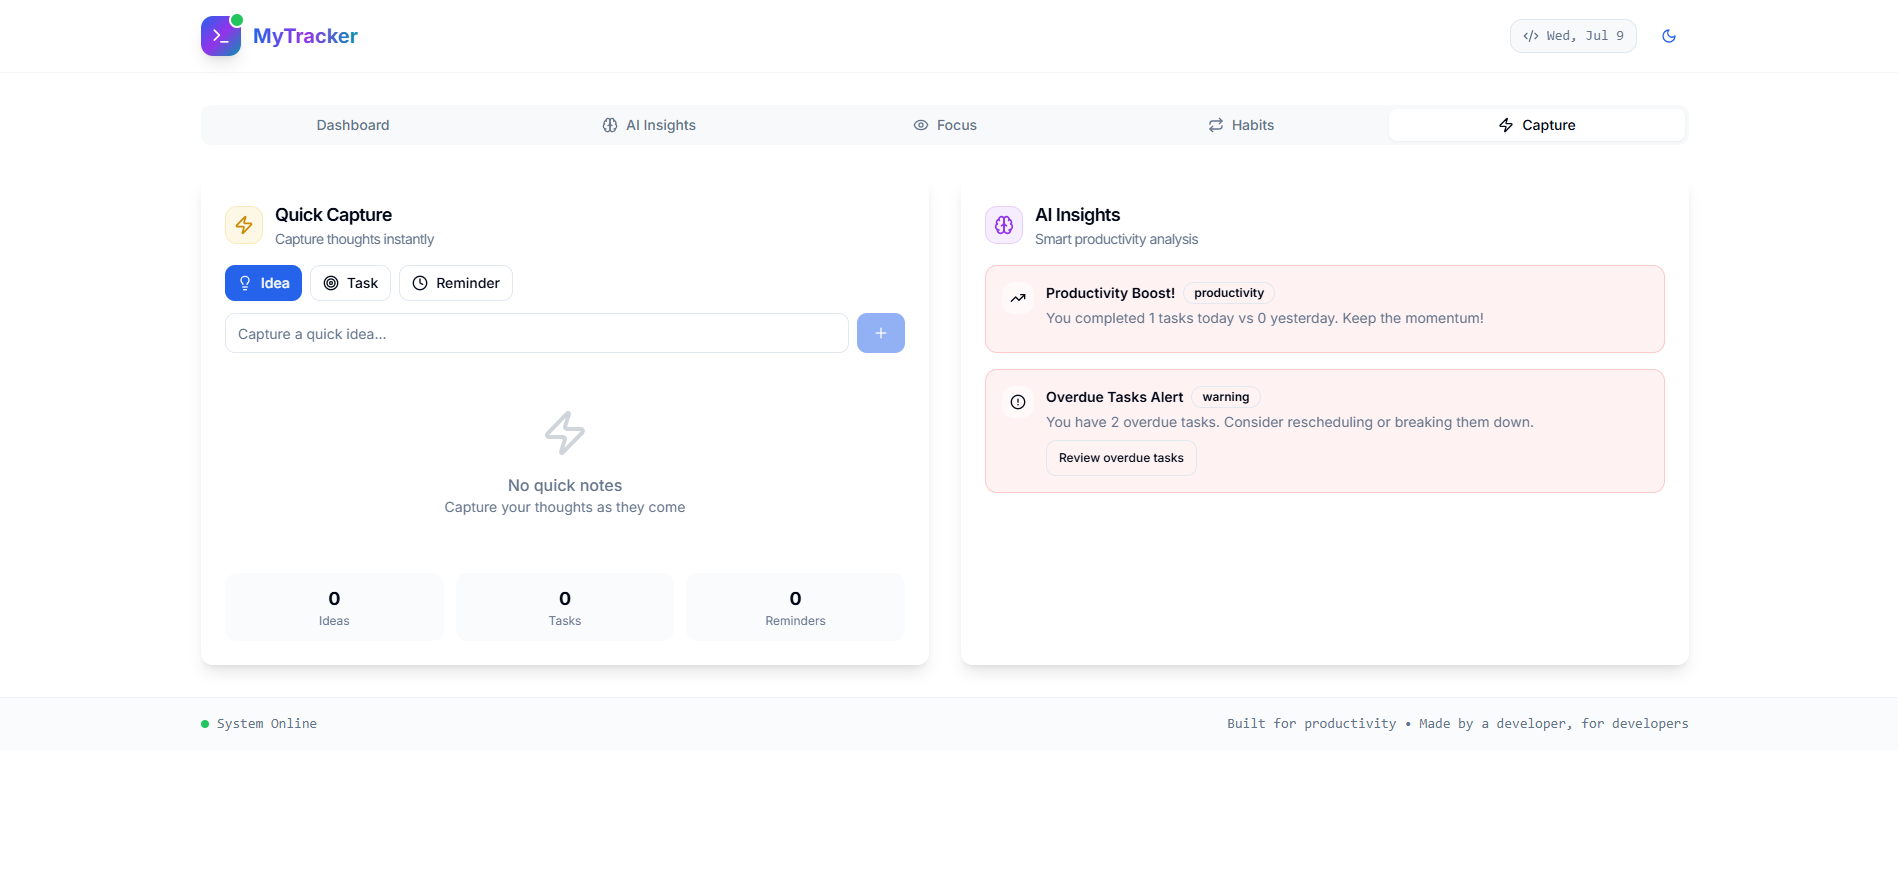 MyTracker
Wed, Jul 9
Dashboard
AI Insights
Focus
Habits
Capture
Quick Capture
Capture thoughts instantly
Idea
Task
Reminder
Capture a quick idea...
No quick notes
Capture your thoughts as they come
0
Ideas
0
Tasks
0
Reminders
AI Insights
Smart productivity analysis
Productivity Boost! productivity
You completed 1 tasks today vs 0 yesterday. Keep the momentum!
Overdue Tasks Alert warning
You have 2 overdue tasks. Consider rescheduling or breaking them down.
Review overdue tasks
System Online
Built for productivity • Made by a developer, for developers